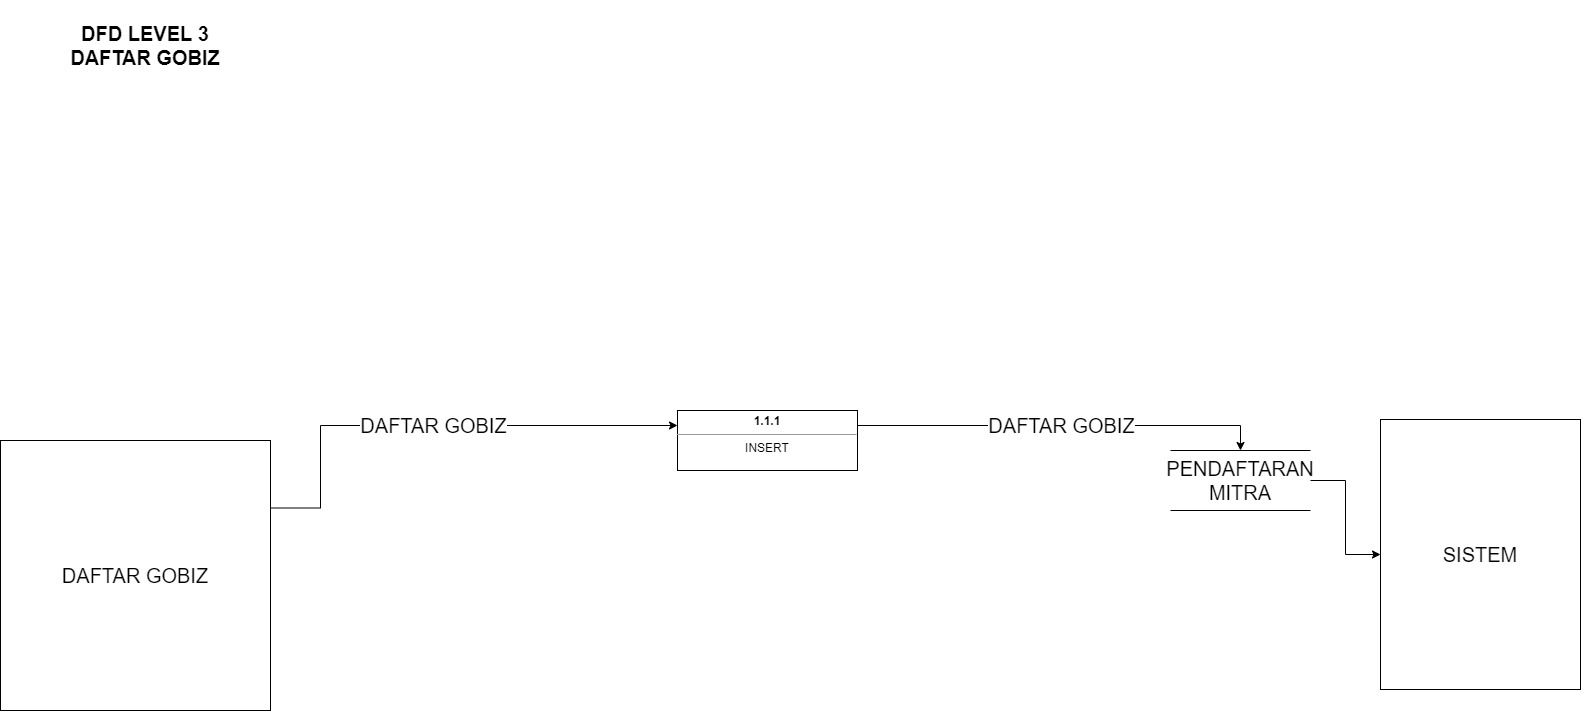 DFD LEVEL 3
DAFTAR GOBIZ
DAFTAR GOBIZ
1.1.1
INSERT
DAFTAR GOBIZ
PENDAFTARAN
MITRA
DAFTAR GOBIZ
SISTEM